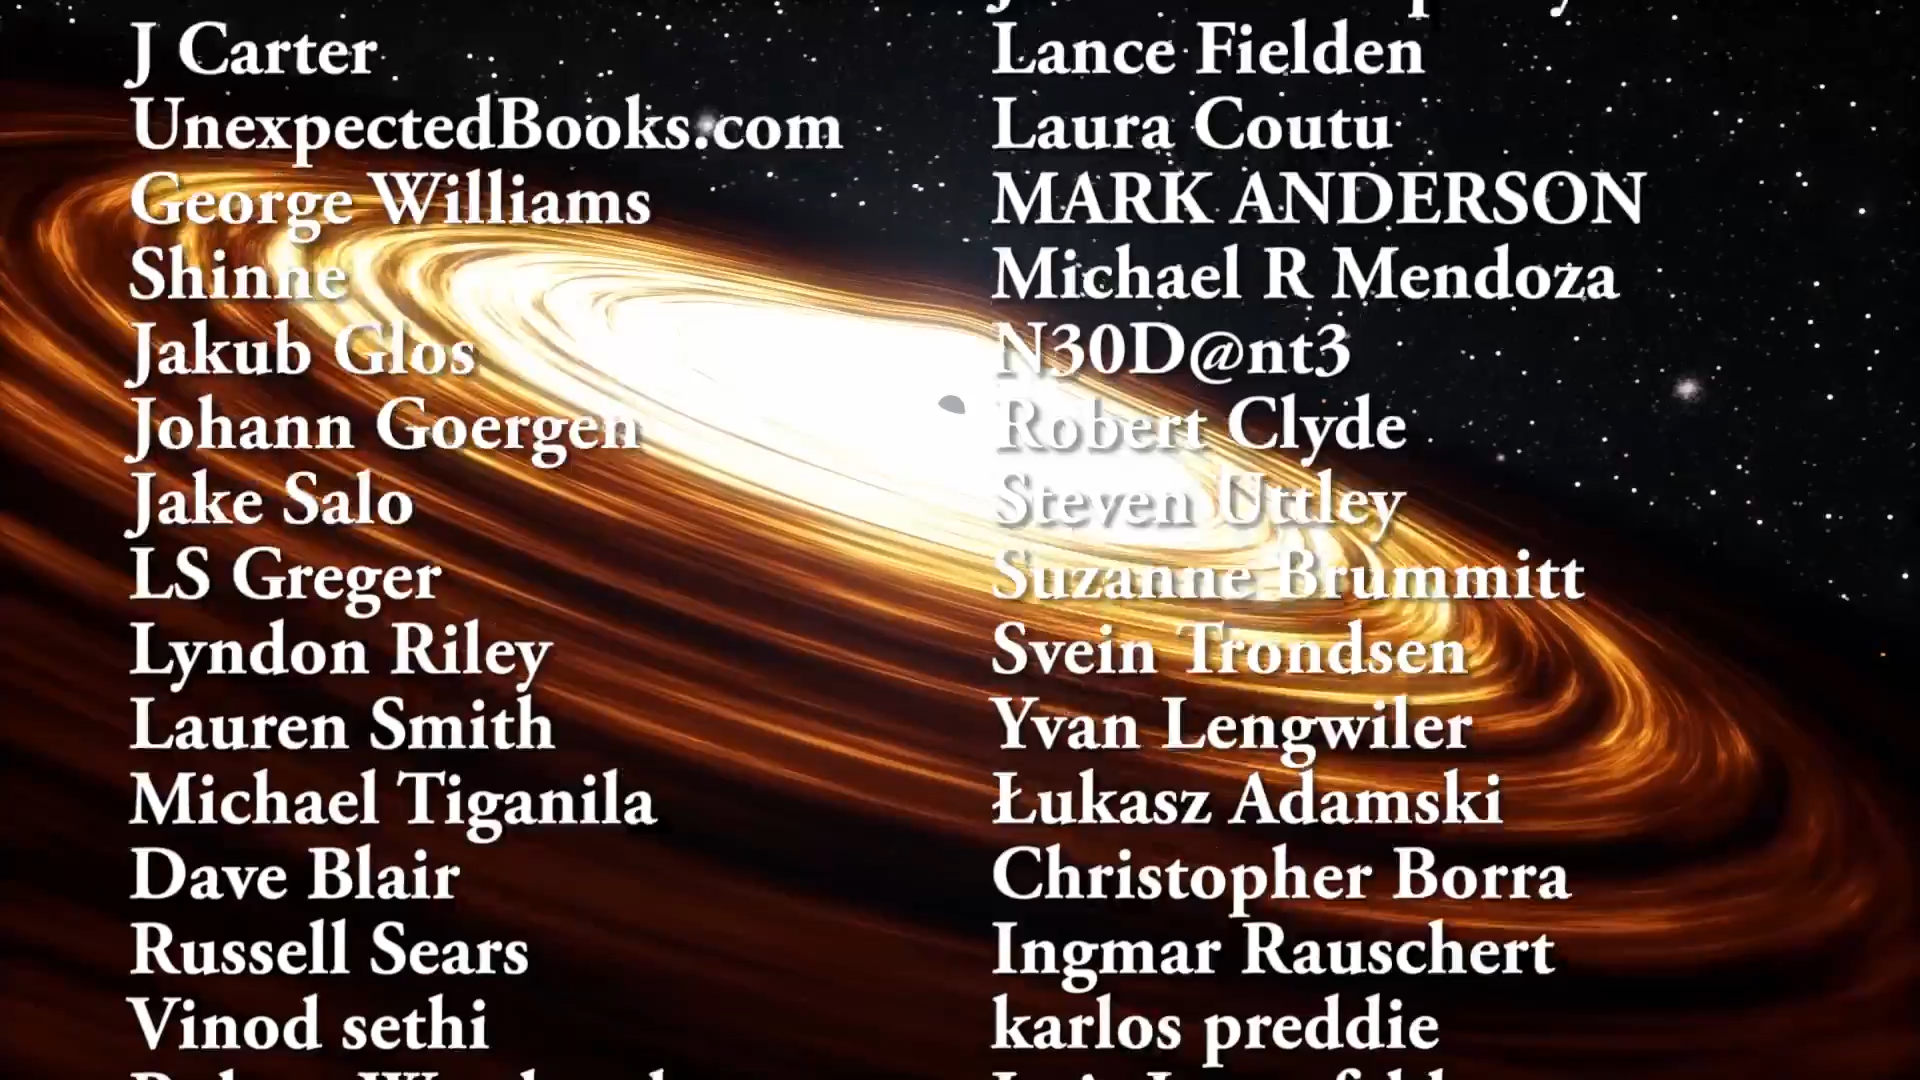 J Carter
UnexpectedBooks.com
George Williams
Shinne
Jakub Glos
Johann Goergen
Jake Salo
LS Greger
Lyndon Riley
Lauren Smith
Michael Tiganila
Dave Blair
Russell Sears
Vinod sethi
Lance Fielden
Laura Coutu
MARK ANDERSON
Michael R Mendoza
N30D@nt3
Robert Clyde
Steven Uttley
Suzanne Brummitt
Svein Trondsen
Yvan Lengwiler
Łukasz Adamski
Christopher Borra
Ingmar Rauschert
karlos preddie